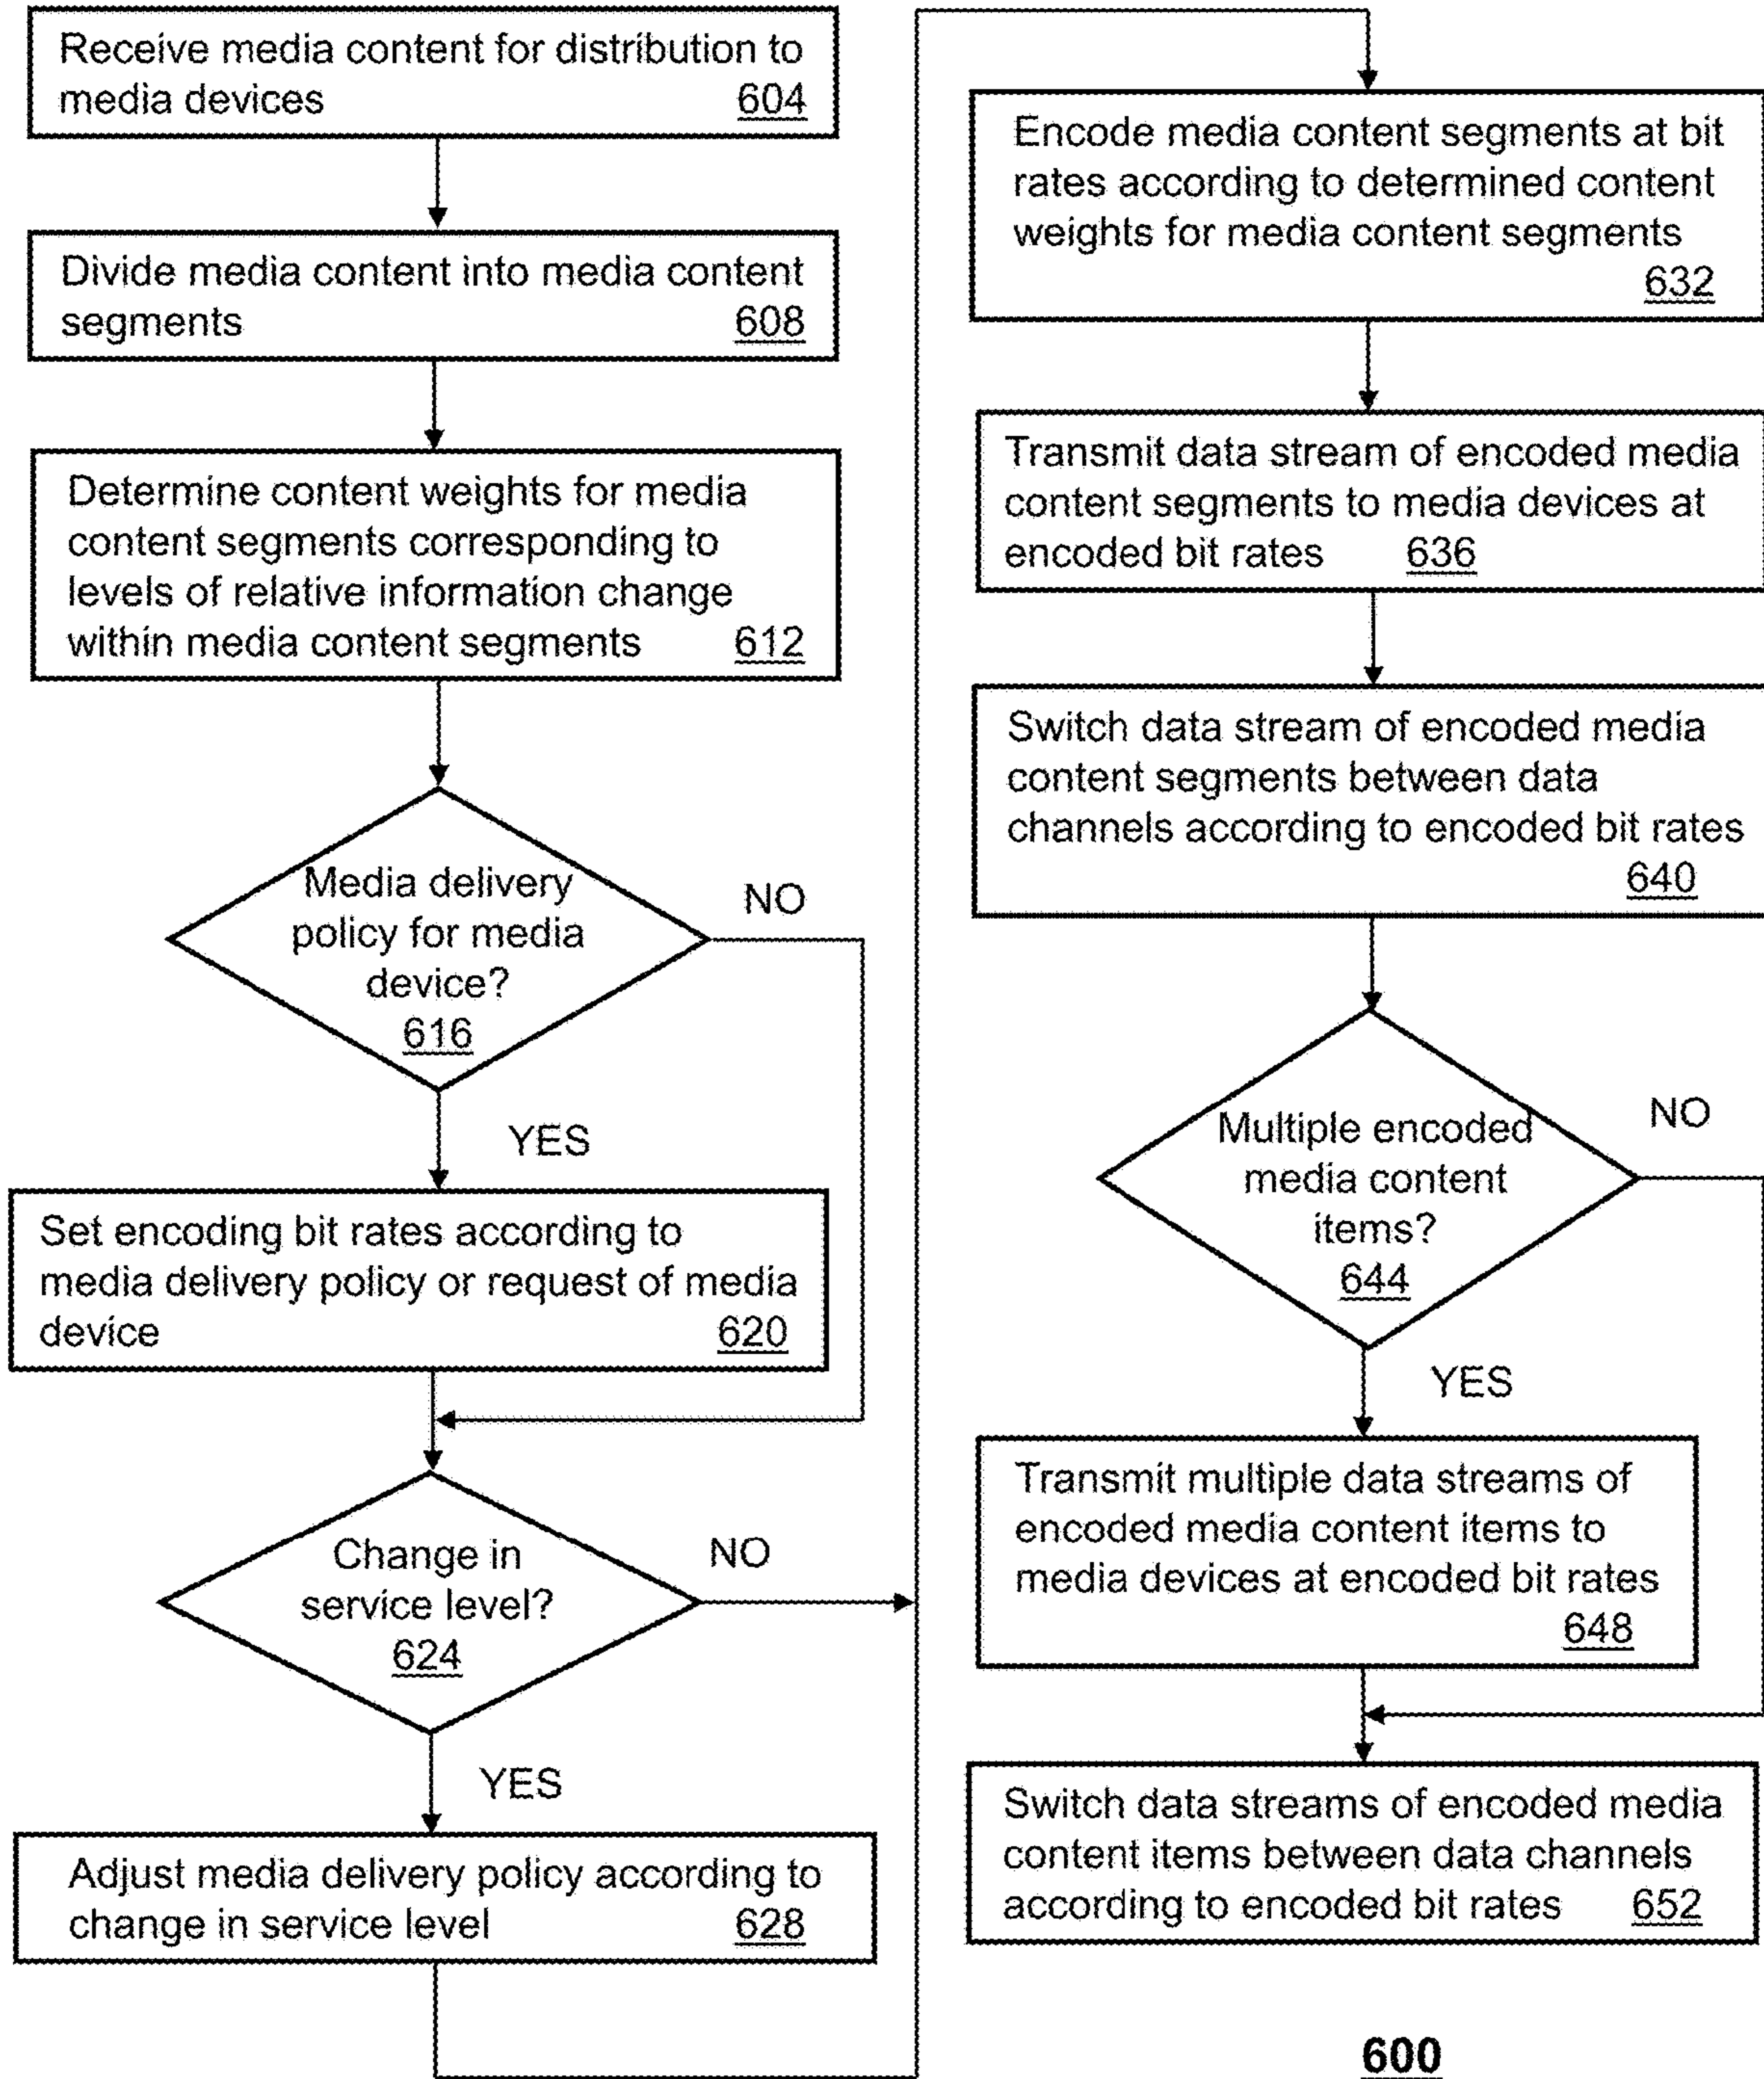 Receive media content for distribution to
media devices 604
Divide media content into media content
segments 608
Determine content weights for media
content segments corresponding to
levels of relative information change
within media content segments 612
Media delivery
policy for media
device?
616
NO
YES
Set encoding bit rates according to
media delivery policy or request of media
device 620
Change in
service level?
624
NO
YES
Adjust media delivery policy according to
change in service level 628
Encode media content segments at bit
rates according to determined content
weights for media content segments
632
Transmit data stream of encoded media
content segments to media devices at
encoded bit rates 636
Switch data stream of encoded media
content segments between data
channels according to encoded bit rates
640
Multiple encoded
media content
items?
644
NO
YES
Transmit multiple data streams of
encoded media content items to
media devices at encoded bit rates
648
Switch data streams of encoded media
content items between data channels
according to encoded bit rates 652
600